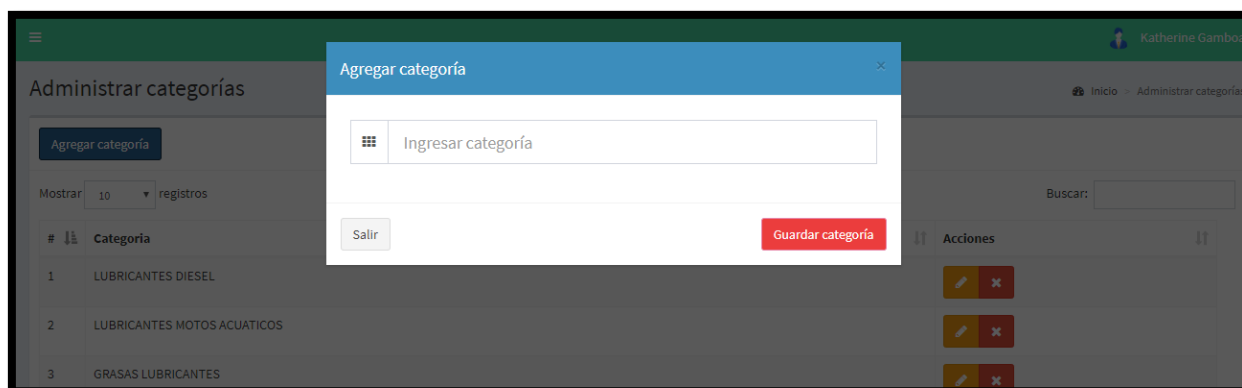 Katherine Gamboa
Administrar categorías
Inicio > Administrar categorías
Agregar categoría
Agregar categoría
×
Ingresar categoría
Salir
Guardar categoría
Mostrar 10 registros
Buscar:
# Categoria Acciones
1 LUBRICANTES DIESEL
2 LUBRICANTES MOTOS ACUATICOS
3 GRASAS LUBRICANTES